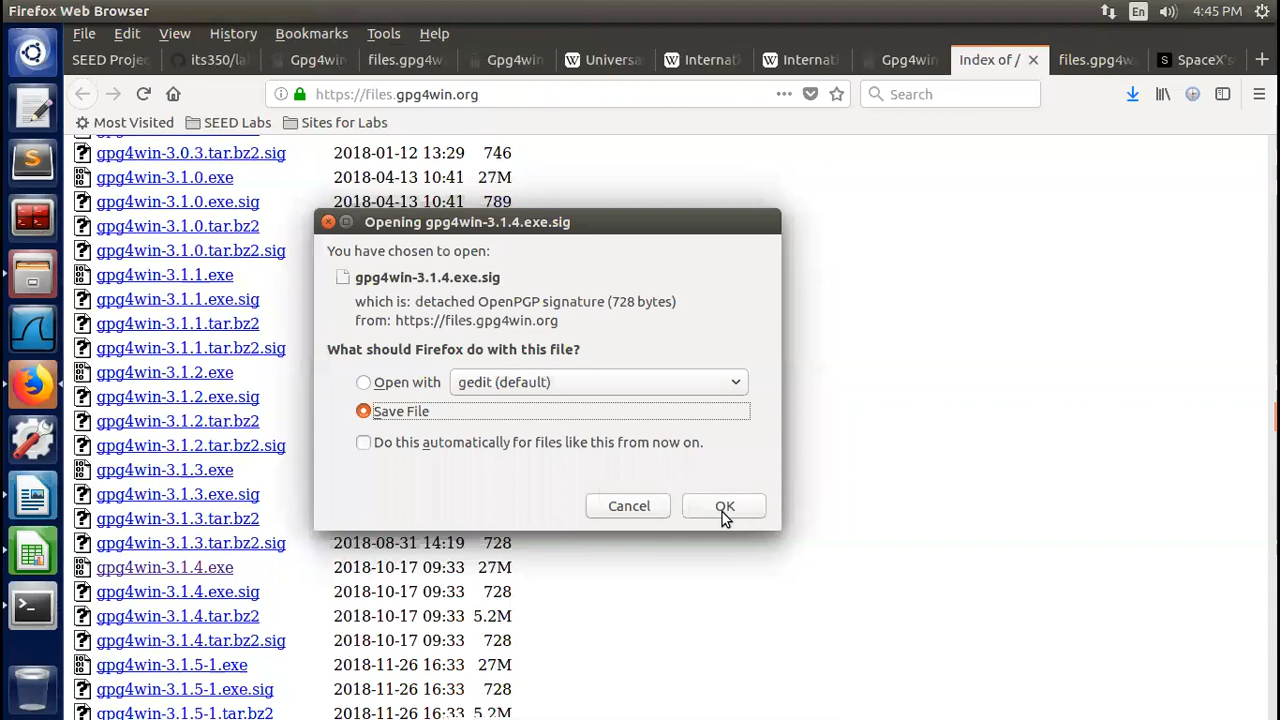 Firefox Web Browser
En
4:45 PM
File Edit View History Bookmarks Tools Help
SEED Proje
its350/la
Gpg4win
files.gpg4w
Gpg4win
W Universa
W Internati
W Internati
Gpg4win
Index of /
files.gpg4w
S SpaceX's
https://files.gpg4win.org
Search
Most Visited SEED Labs Sites for Labs
gpg4win-3.0.3.tar.bz2.sig 2018-01-12 13:29 746
gpg4win-3.1.0.exe 2018-04-13 10:41 27M
gpg4win-3.1.0.exe.sig 2018-04-13 10:41 789
gpg4win-3.1.0.tar.bz2
gpg4win-3.1.0.tar.bz2.sig
gpg4win-3.1.1.exe
gpg4win-3.1.1.exe.sig
gpg4win-3.1.1.tar.bz2
gpg4win-3.1.1.tar.bz2.sig
gpg4win-3.1.2.exe
gpg4win-3.1.2.exe.sig
gpg4win-3.1.2.tar.bz2
gpg4win-3.1.2.tar.bz2.sig
gpg4win-3.1.3.exe
gpg4win-3.1.3.exe.sig
gpg4win-3.1.3.tar.bz2
gpg4win-3.1.3.tar.bz2.sig 2018-08-31 14:19 728
gpg4win-3.1.4.exe 2018-10-17 09:33 27M
gpg4win-3.1.4.exe.sig 2018-10-17 09:33 728
gpg4win-3.1.4.tar.bz2 2018-10-17 09:33 5.2M
gpg4win-3.1.4.tar.bz2.sig 2018-10-17 09:33 728
gpg4win-3.1.5-1.exe 2018-11-26 16:33 27M
gpg4win-3.1.5-1.exe.sig 2018-11-26 16:33 728
gpg4win-3.1.5-1.tar.bz2 2018-11-26 16:33 5.2M
Opening gpg4win-3.1.4.exe.sig
You have chosen to open:
gpg4win-3.1.4.exe.sig
which is: detached OpenPGP signature (728 bytes)
from: https://files.gpg4win.org
What should Firefox do with this file?
Open with gedit (default)
Save File
Do this automatically for files like this from now on.
Cancel OK